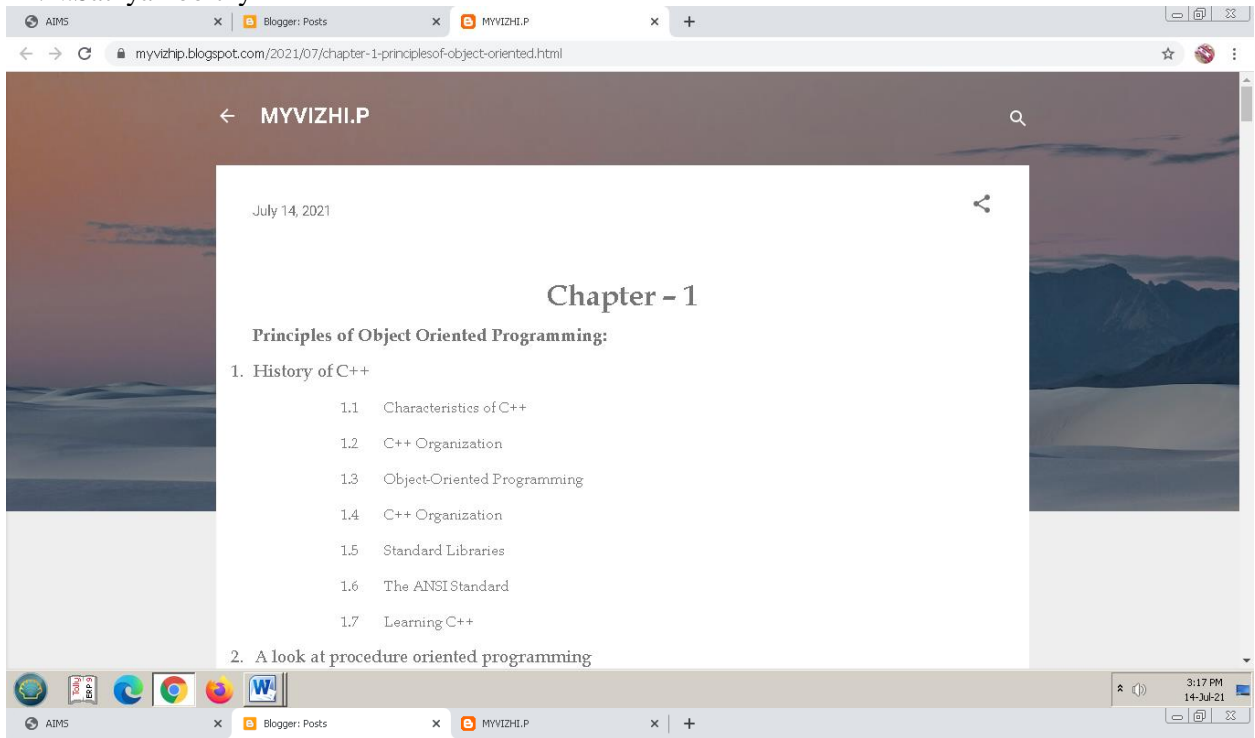 AIMS
Blogger: Posts
MYVIZHI.P
myvizhip.blogspot.com/2021/07/chapter-1-principlesof-object-oriented.html
MYVIZHI.P
July 14, 2021
Chapter – 1
Principles of Object Oriented Programming:
1. History of C++
1.1 Characteristics of C++
1.2 C++ Organization
1.3 Object-Oriented Programming
1.4 C++ Organization
1.5 Standard Libraries
1.6 The ANSI Standard
1.7 Learning C++
2. A look at procedure oriented programming
Tally ERP 9
3:17 PM
14-Jul-21
AIMS
Blogger: Posts
MYVIZHI.P